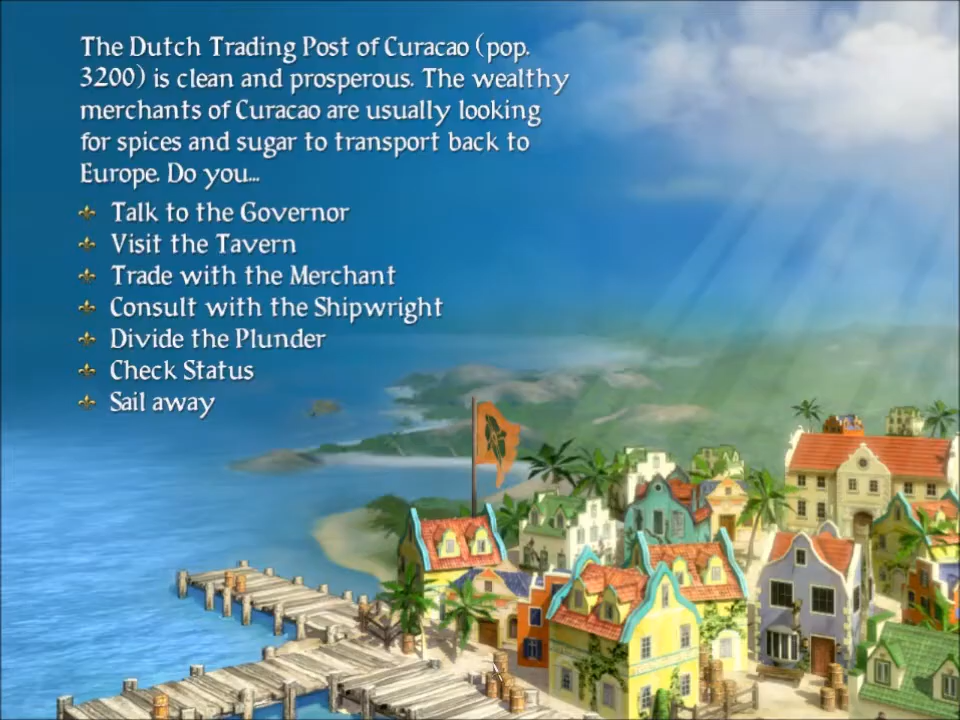 The Dutch Trading Post of Curacao (pop.
3200) is clean and prosperous. The wealthy
merchants of Curacao are usually looking
for spices and sugar to transport back to
Europe. Do you...
Talk to the Governor
Visit the Tavern
Trade with the Merchant
Consult with the Shipwright
Divide the Plunder
Check Status
Sail away